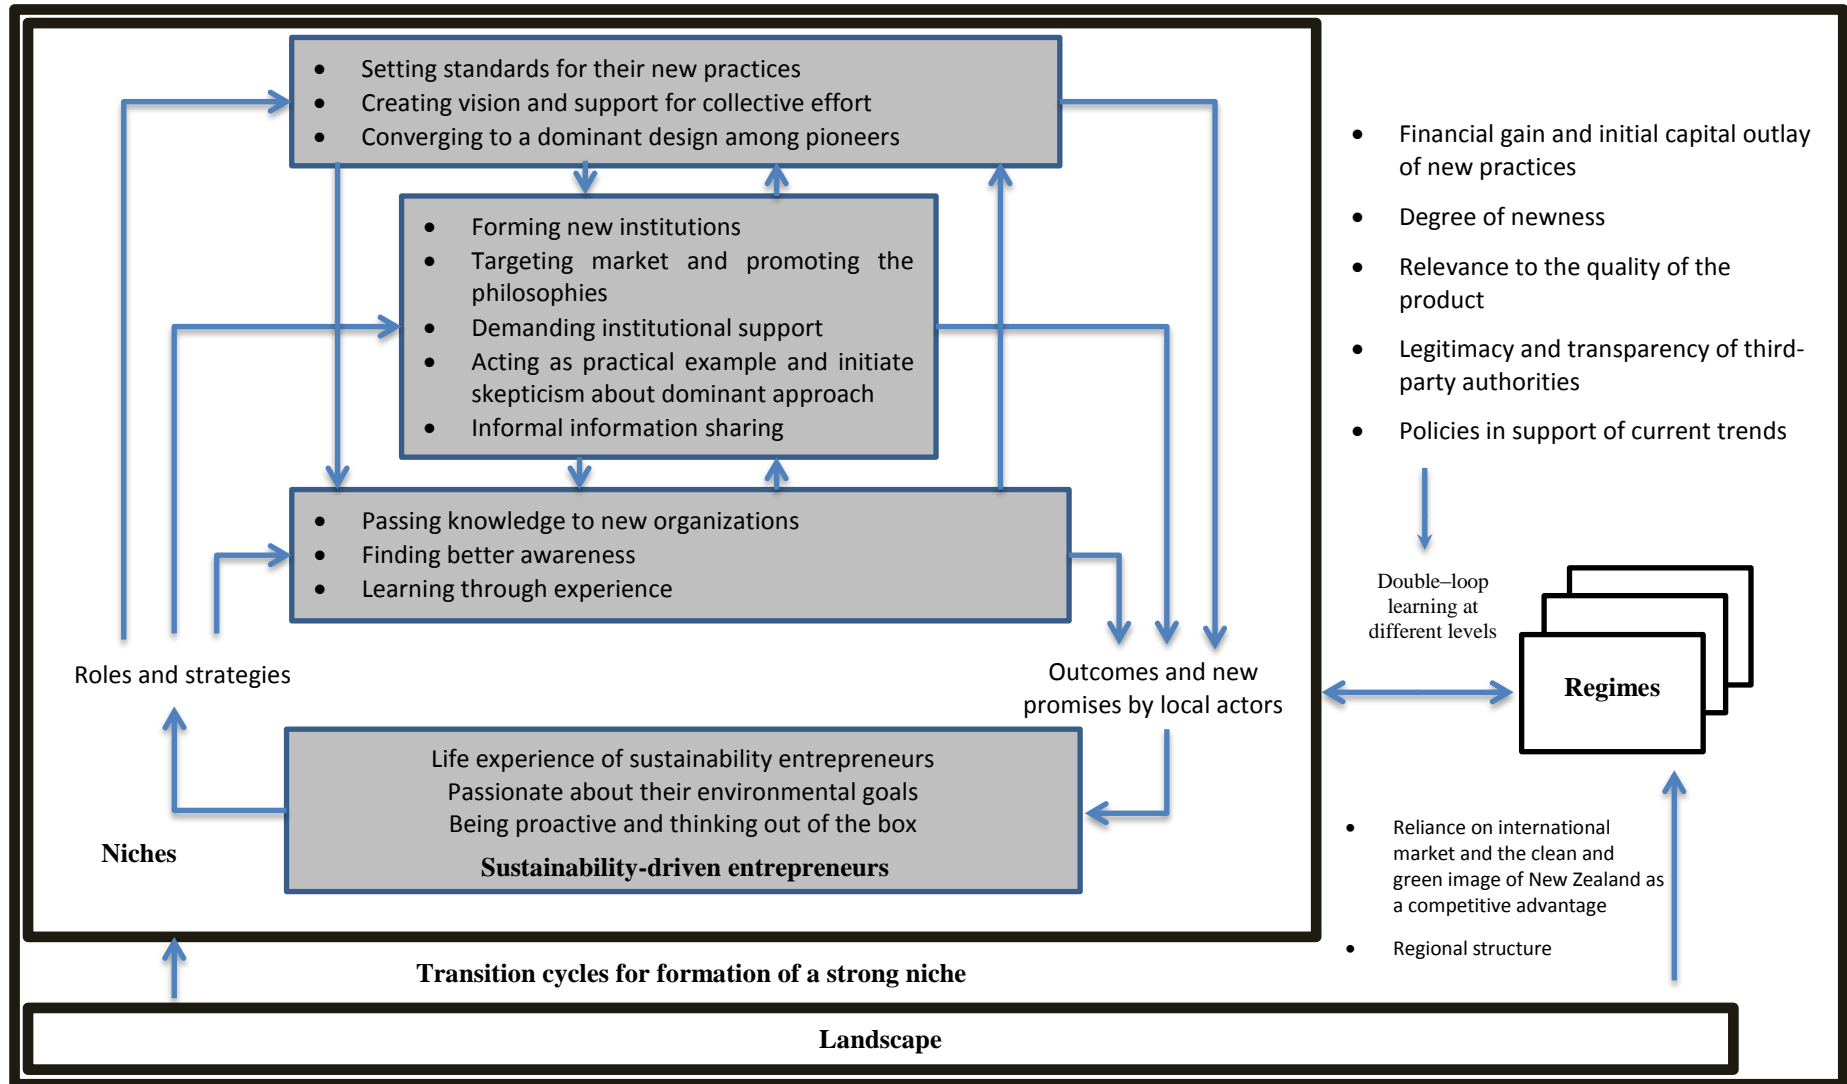 • Setting standards for their new practices
• Creating vision and support for collective effort
• Converging to a dominant design among pioneers
• Forming new institutions
• Targeting market and promoting the
philosophies
• Demanding institutional support
• Acting as practical example and initiate
skepticism about dominant approach
• Informal information sharing
• Passing knowledge to new organizations
• Finding better awareness
• Learning through experience
Roles and strategies
Outcomes and new
promises by local actors
Life experience of sustainability entrepreneurs
Passionate about their environmental goals
Being proactive and thinking out of the box
Sustainability-driven entrepreneurs
Niches
Transition cycles for formation of a strong niche
• Financial gain and initial capital outlay
of new practices
• Degree of newness
• Relevance to the quality of the
product
• Legitimacy and transparency of third-
party authorities
• Policies in support of current trends
Double–loop
learning at
different levels
Regimes
• Reliance on international
market and the clean and
green image of New Zealand as
a competitive advantage
• Regional structure
Landscape